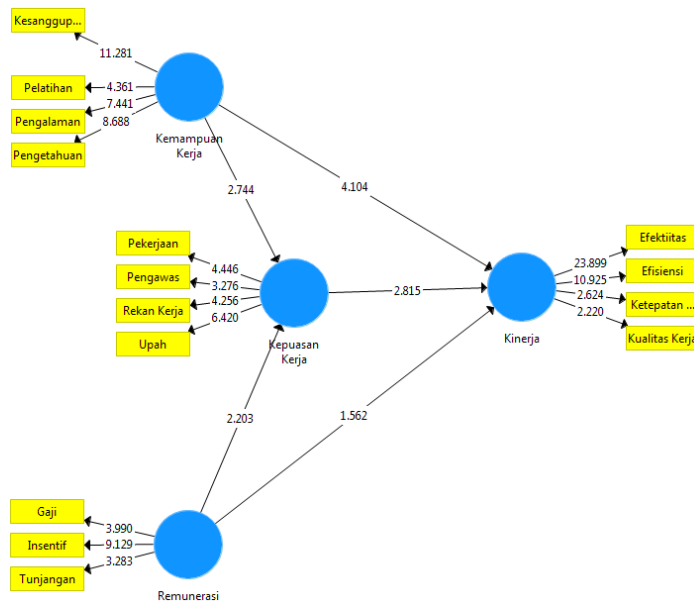 Kesanggup...
11.281
Pelatihan
4.361
7.441
Pengalaman
8.688
Pengetahuan
Kemampuan
Kerja
2.744
4.104
Pekerjaan
4.446
Pengawas
3.276
Rekan Kerja
4.256
6.420
Upah
Kepuasan
Kerja
2.815
Efektiitas
23.899
Efisiensi
10.925
2.624
Ketepatan ...
2.220
Kualitas Kerja
Kinerja
2.203
1.562
Gaji
3.990
Insentif
9.129
3.283
Tunjangan
Remunerasi